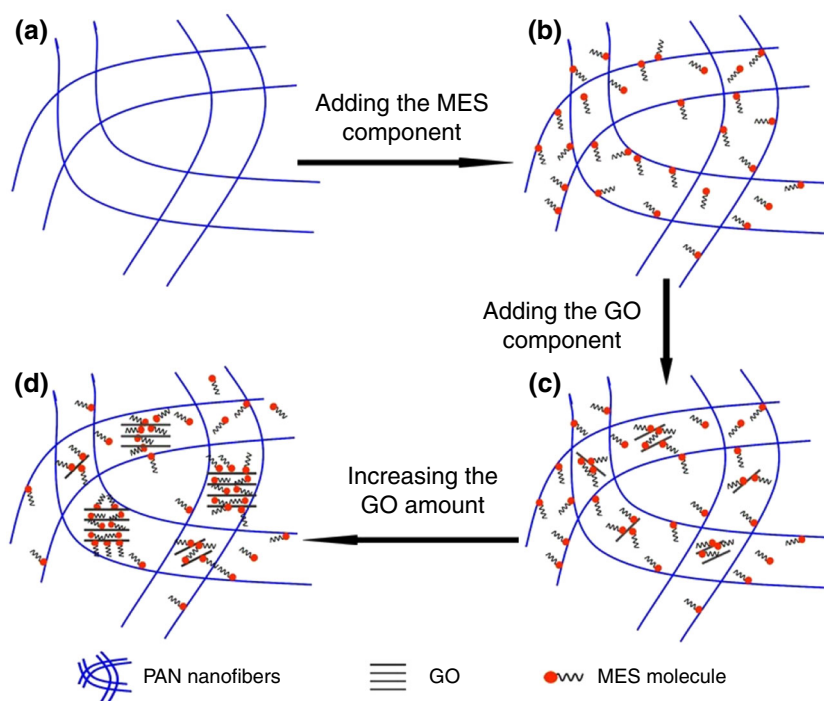 (a)
Adding the MES
component
(b)
Adding the GO
component
(c)
Increasing the
GO amount
(d)
PAN nanofibers
GO
MES molecule